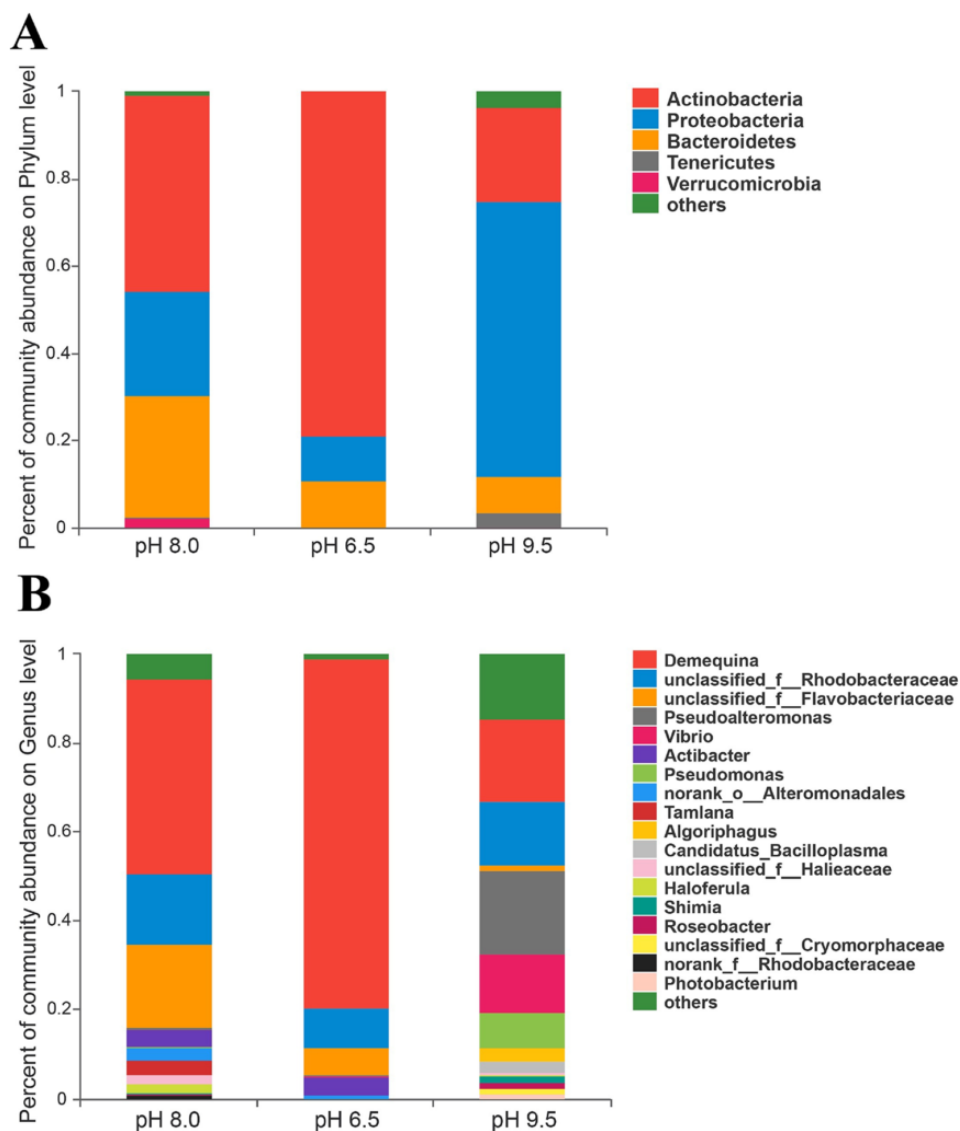 A
Percent of community abundance on Phylum level
1
0.8
0.6
0.4
0.2
0
pH 8.0
pH 6.5
pH 9.5
Actinobacteria
Proteobacteria
Bacteroidetes
Tenericutes
Verrucomicrobia
others
B
Percent of community abundance on Genus level
1
0.8
0.6
0.4
0.2
0
pH 8.0
pH 6.5
pH 9.5
Demequina
unclassified_f__Rhodobacteraceae
unclassified_f__Flavobacteriaceae
Pseudoalteromonas
Vibrio
Actibacter
Pseudomonas
norank_o__Alteromonadales
Tamlana
Algoriphagus
Candidatus_Bacilloplasma
unclassified_f__Halieaceae
Haloferula
Shimia
Roseobacter
unclassified_f__Cryomorphaceae
norank_f__Rhodobacteraceae
Photobacterium
others